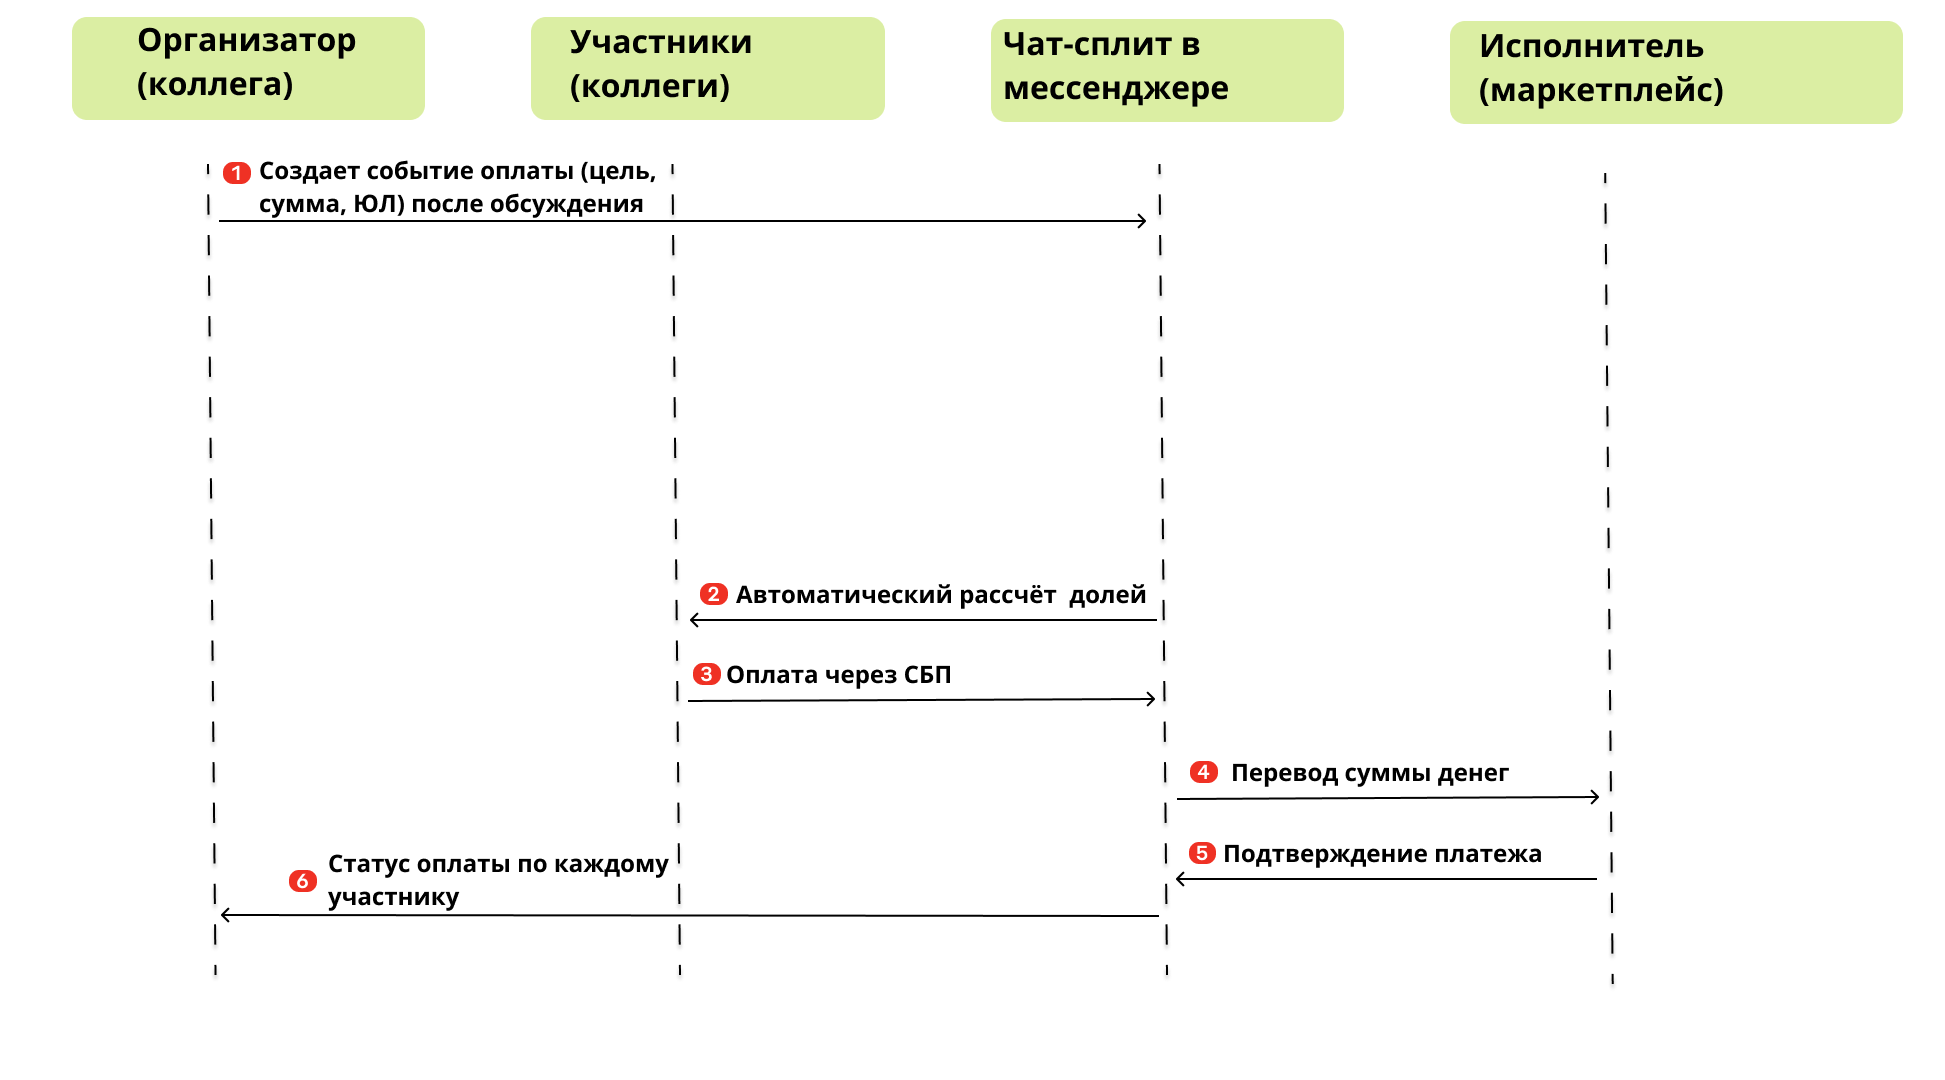 Организатор
(коллега)
Участники
(коллеги)
Чат-сплит в
мессенджере
Исполнитель
(маркетплейс)
1 Создает событие оплаты (цель,
сумма, ЮЛ) после обсуждения
2 Автоматический рассчёт долей
3 Оплата через СБП
4 Перевод суммы денег
5 Подтверждение платежа
6 Статус оплаты по каждому
участнику